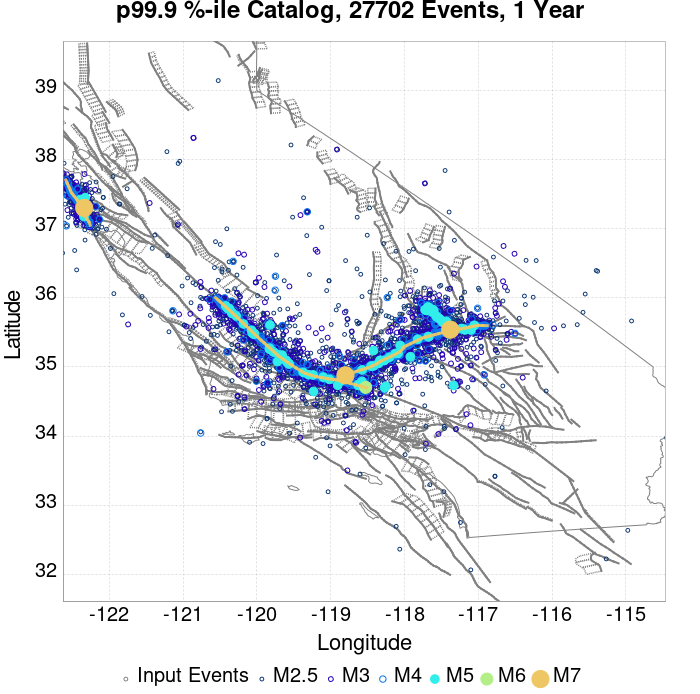 p99.9 %-ile Catalog, 27702 Events, 1 Year
39
38
37
36
35
34
33
32
Latitude
-122 -121 -120 -119 -118 -117 -116 -115
Longitude
Input Events M2.5 M3 M4 M5 M6 M7